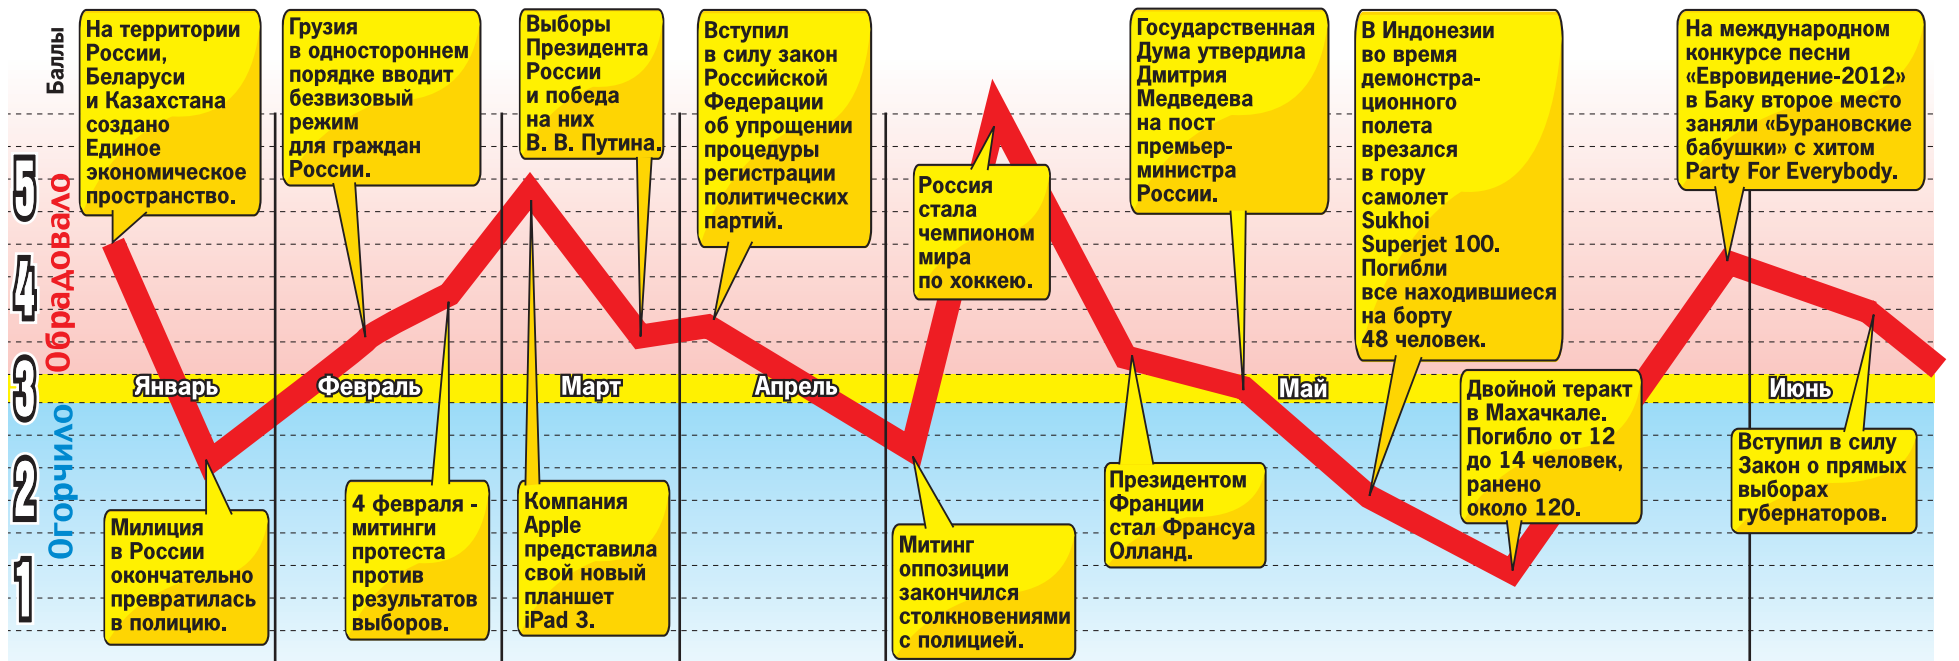 Баллы
5
4
3
2
1
Обрадовало
Огорчило
На территории
России,
Беларуси
и Казахстана
создано
Единое
экономическое
пространство.
Грузия
в одностороннем
порядке вводит
безвизовый
режим
для граждан
России.
Выборы
Президента
России
и победа
на них
В. В. Путина.
Вступил
в силу закон
Российской
Федерации
об упрощении
процедуры
регистрации
политических
партий.
Россия
стала
чемпионом
мира
по хоккею.
Государственная
Дума утвердила
Дмитрия
Медведева
на пост
премьер-
министра
России.
В Индонезии
во время
демонстра-
ционного
полета
врезался
в гору
самолет
Sukhoi
Superjet 100.
Погибли
все находившиеся
на борту
48 человек.
На международном
конкурсе песни
«Евровидение-2012»
в Баку второе место
заняли «Бурановские
бабушки» с хитом
Party For Everybody.
Январь
Февраль
Март
Апрель
Май
Июнь
Милиция
в России
окончательно
превратилась
в полицию.
4 февраля -
митинги
протеста
против
результатов
выборов.
Компания
Apple
представила
свой новый
планшет
iPad 3.
Митинг
оппозиции
закончился
столкновениями
с полицией.
Президентом
Франции
стал Франсуа
Олланд.
Двойной теракт
в Махачкале.
Погибло от 12
до 14 человек,
ранено
около 120.
Вступил в силу
Закон о прямых
выборах
губернаторов.